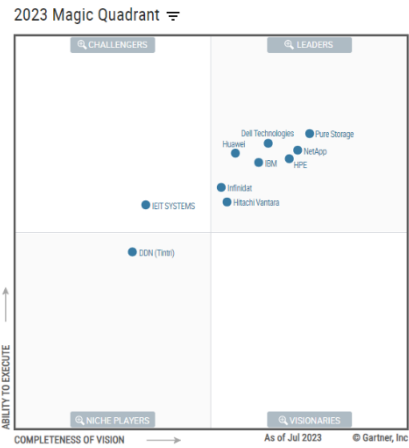 2023 Magic Quadrant
CHALLENGERS
LEADERS
Dell Technologies
Pure Storage
Huawei
NetApp
IBM
HPE
Infinidat
Hitachi Vantara
IEIT SYSTEMS
DDN (Tintri)
ABILITY TO EXECUTE
NICHE PLAYERS
VISIONARIES
COMPLETENESS OF VISION
As of Jul 2023
© Gartner, Inc